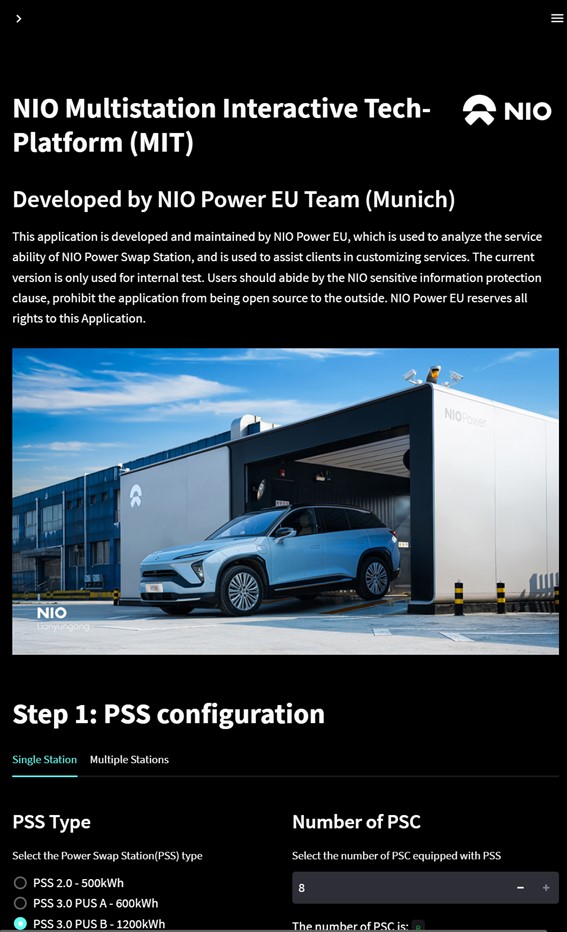 NIO Multistation Interactive Tech-
Platform (MIT)
NIO
Developed by NIO Power EU Team (Munich)
This application is developed and maintained by NIO Power EU, which is used to analyze the service
ability of NIO Power Swap Station, and is used to assist clients in customizing services. The current
version is only used for internal test. Users should abide by the NIO sensitive information protection
clause, prohibit the application from being open source to the outside. NIO Power EU reserves all
rights to this Application.
NIOPower
NIO
Lianyungang
Step 1: PSS configuration
Single Station
Multiple Stations
PSS Type
Select the Power Swap Station(PSS) type
PSS 2.0 - 500kWh
PSS 3.0 PUS A - 600kWh
PSS 3.0 PUS B - 1200kWh
Number of PSC
Select the number of PSC equipped with PSS
8
The number of PSC is: